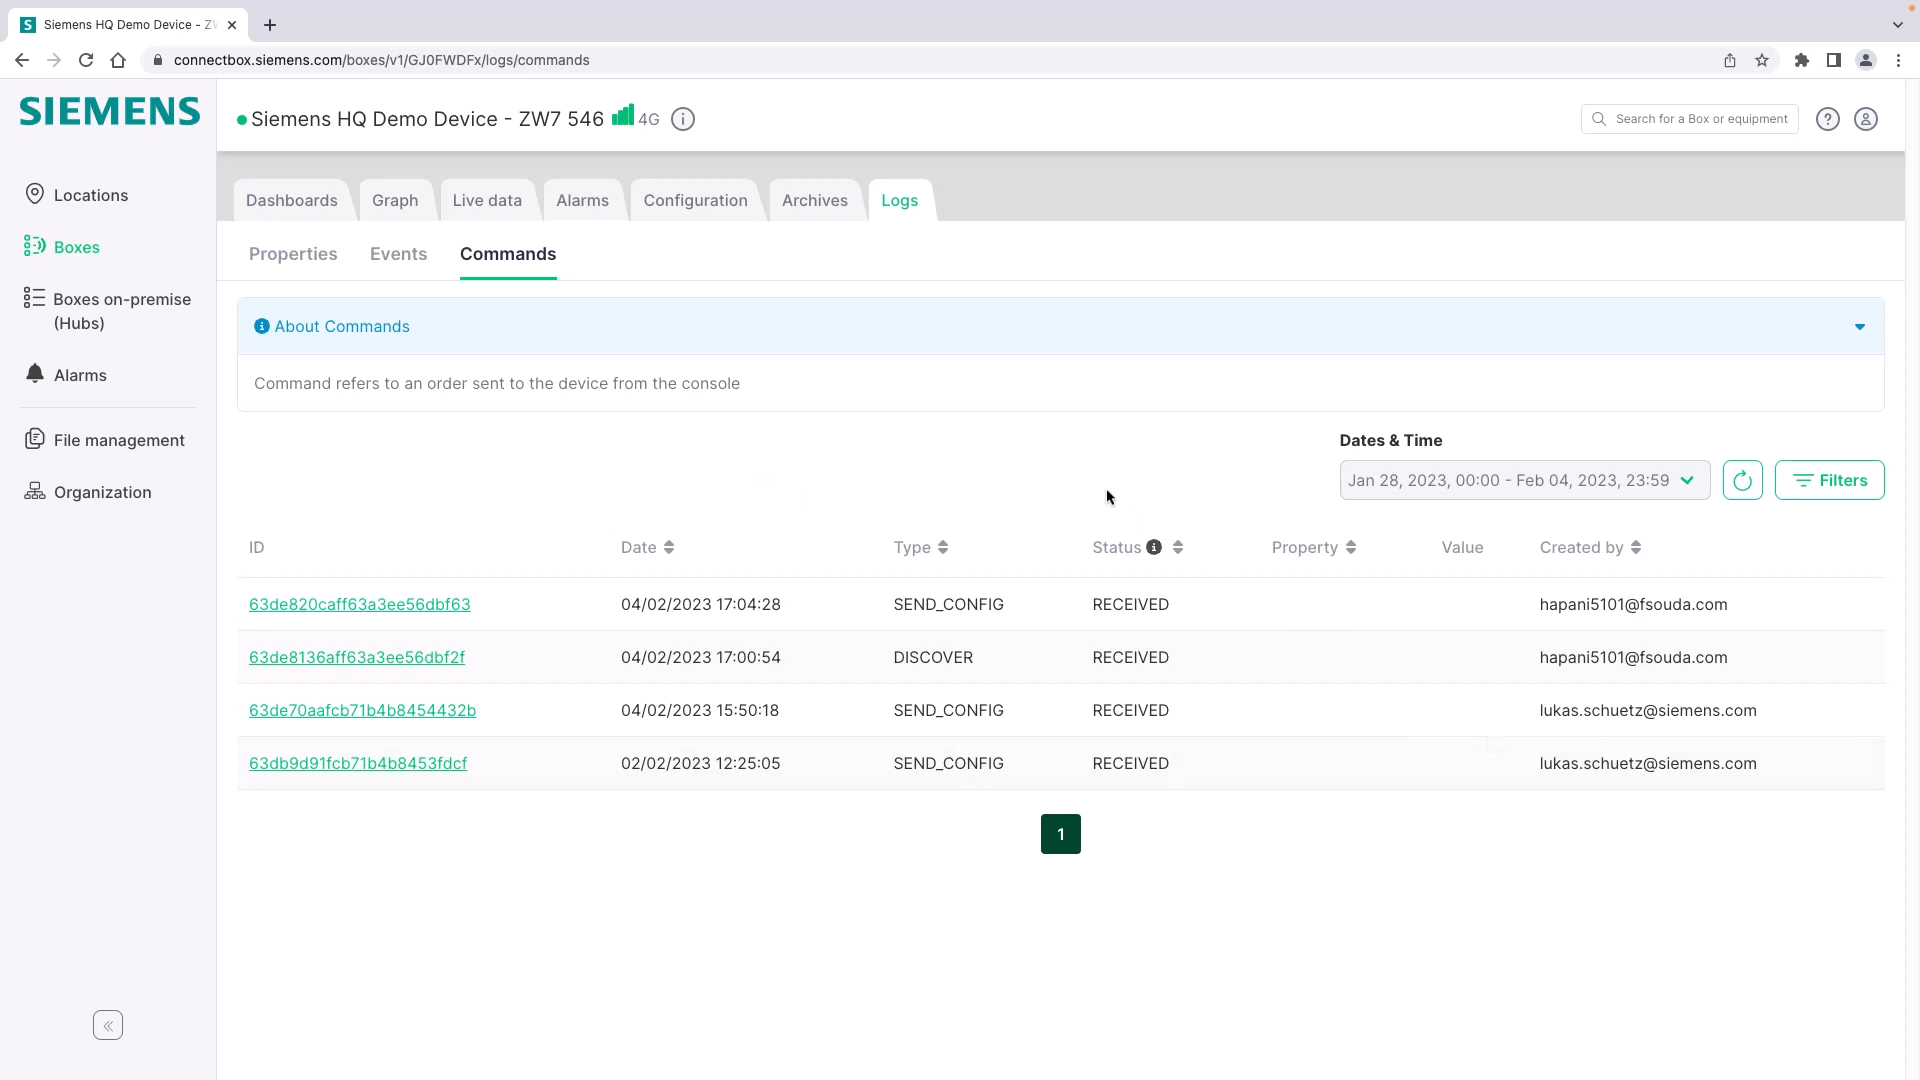 Siemens HQ Demo Device - ZW
connectbox.siemens.com/boxes/v1/GJ0FWDFx/logs/commands
SIEMENS
Siemens HQ Demo Device - ZW7 546 4G
Search for a Box or equipment
Locations
Boxes
Boxes on-premise
(Hubs)
Alarms
File management
Organization
Dashboards Graph Live data Alarms Configuration Archives Logs
Properties Events Commands
About Commands
Command refers to an order sent to the device from the console
Dates & Time
Jan 28, 2023, 00:00 - Feb 04, 2023, 23:59 Filters
ID Date Type Status Property Value Created by
63de820caff63a3ee56dbf63 04/02/2023 17:04:28 SEND_CONFIG RECEIVED hapani5101@fsouda.com
63de8136aff63a3ee56dbf2f 04/02/2023 17:00:54 DISCOVER RECEIVED hapani5101@fsouda.com
63de70aafcb71b4b8454432b 04/02/2023 15:50:18 SEND_CONFIG RECEIVED lukas.schuetz@siemens.com
63db9d91fcb71b4b8453fdcf 02/02/2023 12:25:05 SEND_CONFIG RECEIVED lukas.schuetz@siemens.com
1